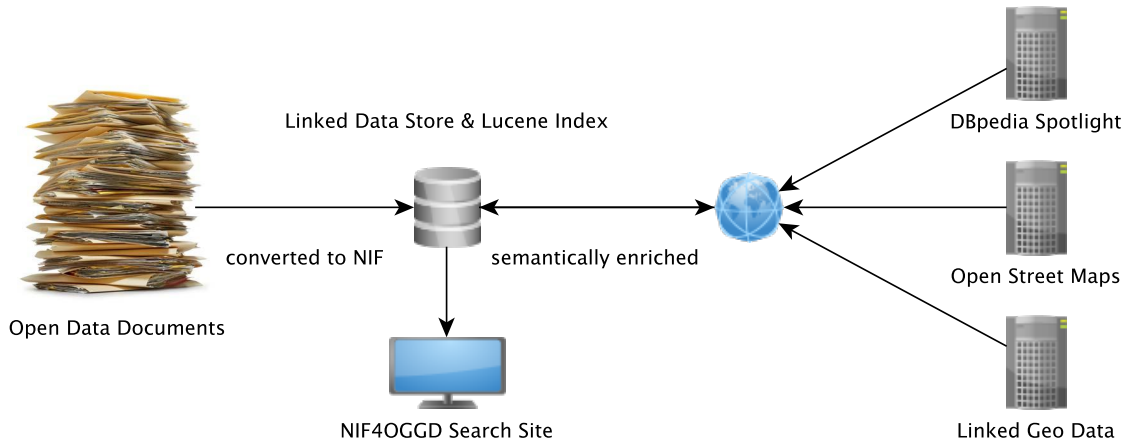 Linked Data Store & Lucene Index
DBpedia Spotlight
converted to NIF
semantically enriched
Open Street Maps
Open Data Documents
NIF4OGGD Search Site
Linked Geo Data